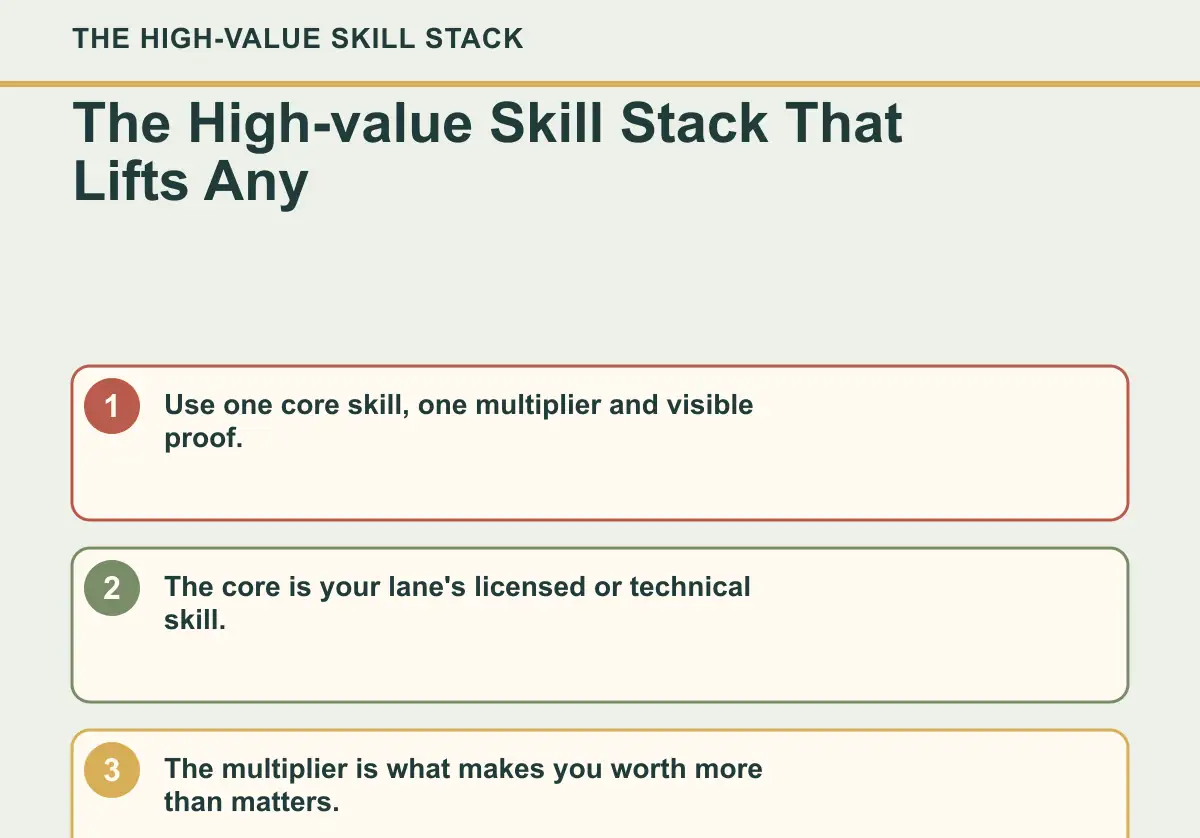 THE HIGH-VALUE SKILL STACK
The High-value Skill Stack That
Lifts Any
1
Use one core skill, one multiplier and visible
proof.
2
The core is your lane's licensed or technical
skill.
3
The multiplier is what makes you worth more
than matters.